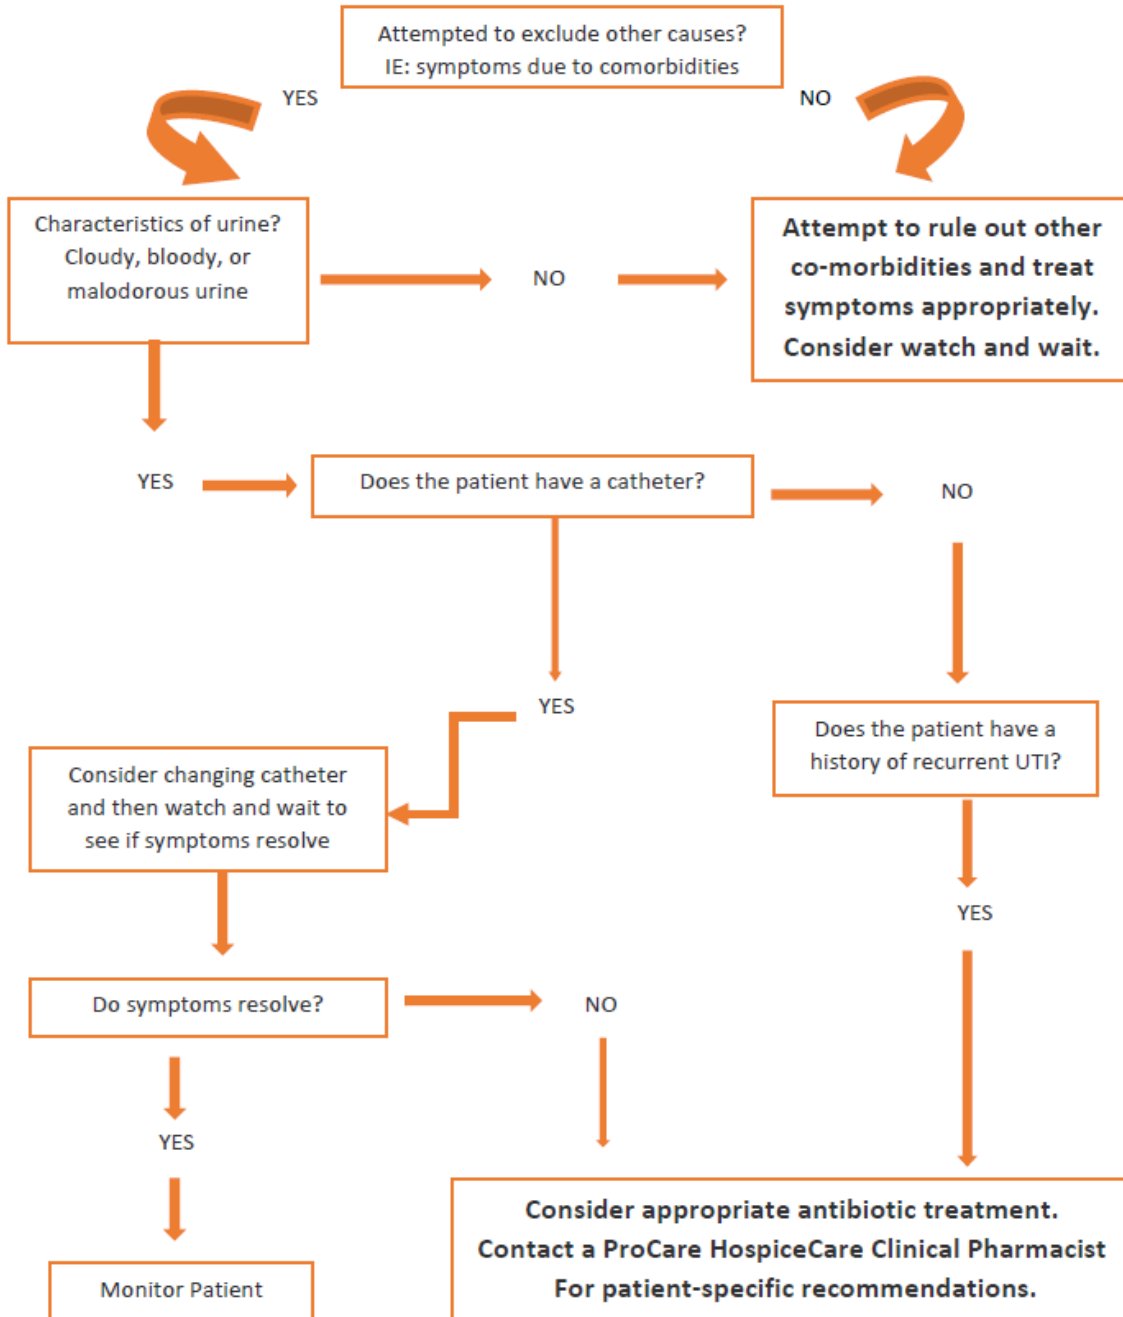 Attempted to exclude other causes?
IE: symptoms due to comorbidities
YES
NO
Characteristics of urine?
Cloudy, bloody, or
malodorous urine
NO
Attempt to rule out other
co-morbidities and treat
symptoms appropriately.
Consider watch and wait.
YES
Does the patient have a catheter?
NO
YES
Does the patient have a
history of recurrent UTI?
Consider changing catheter
and then watch and wait to
see if symptoms resolve
YES
Do symptoms resolve?
NO
YES
Consider appropriate antibiotic treatment.
Contact a ProCare HospiceCare Clinical Pharmacist
For patient-specific recommendations.
Monitor Patient